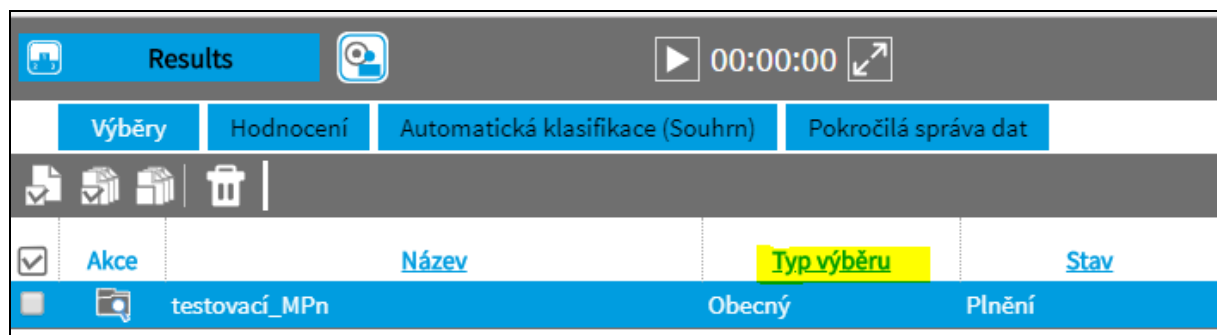 Results 00:00:00
Výběry Hodnocení Automatická klasifikace (Souhrn) Pokročilá správa dat
Akce Název Typ výběru Stav
testovací_MPn Obecný Plnění